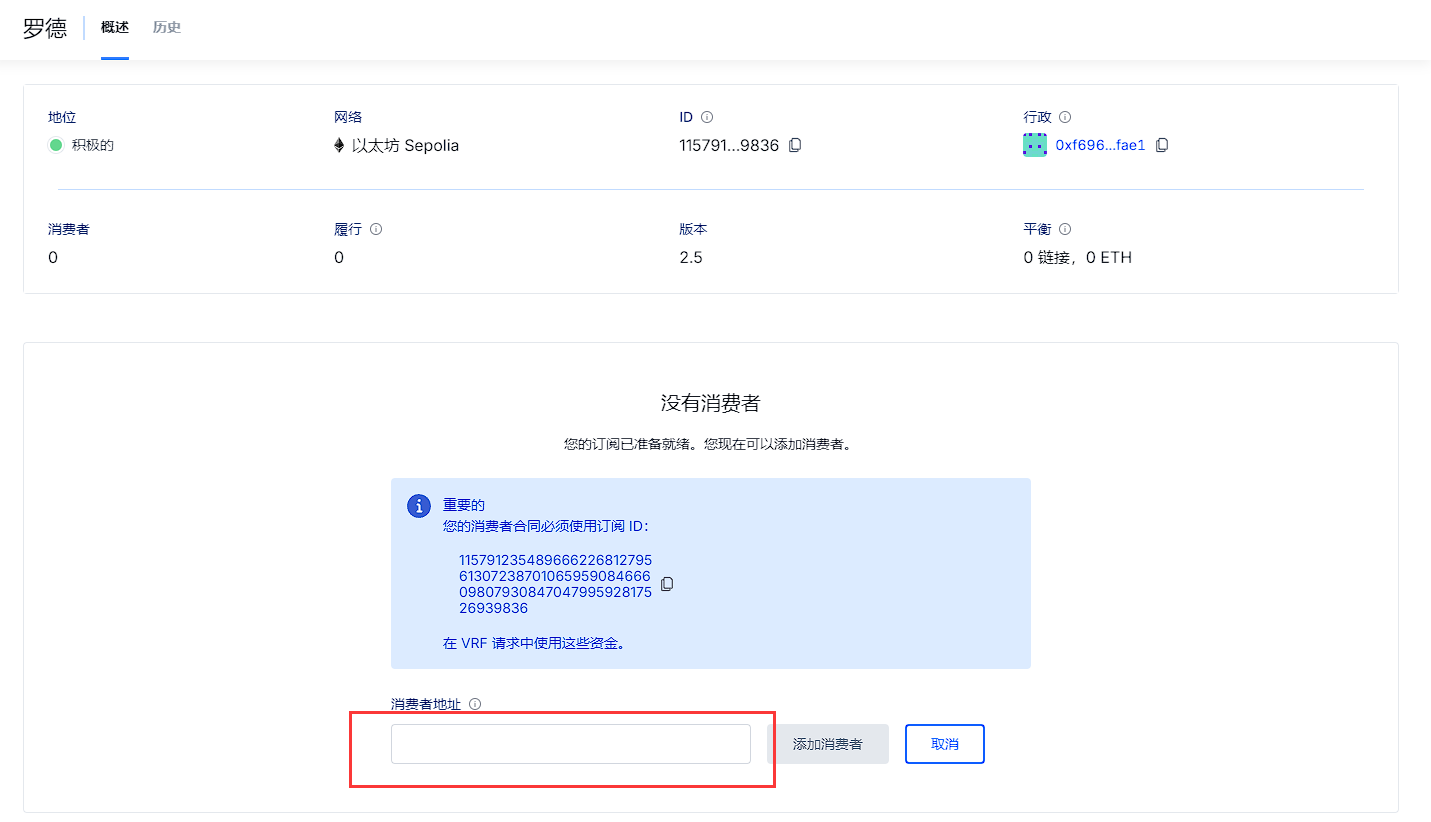 罗德 概述 历史
地位 网络 ID 行政
积极的 以太坊 Sepolia 115791...9836 0xf696...fae1
消费者 履行 版本 平衡
0 0 2.5 0 链接，0 ETH
没有消费者
您的订阅已准备就绪。您现在可以添加消费者。
重要的
您的消费者合同必须使用订阅 ID：
115791235489666226812795
61307238701065959084666
09807930847047995928175
26939836
在 VRF 请求中使用这些资金。
消费者地址
添加消费者 取消